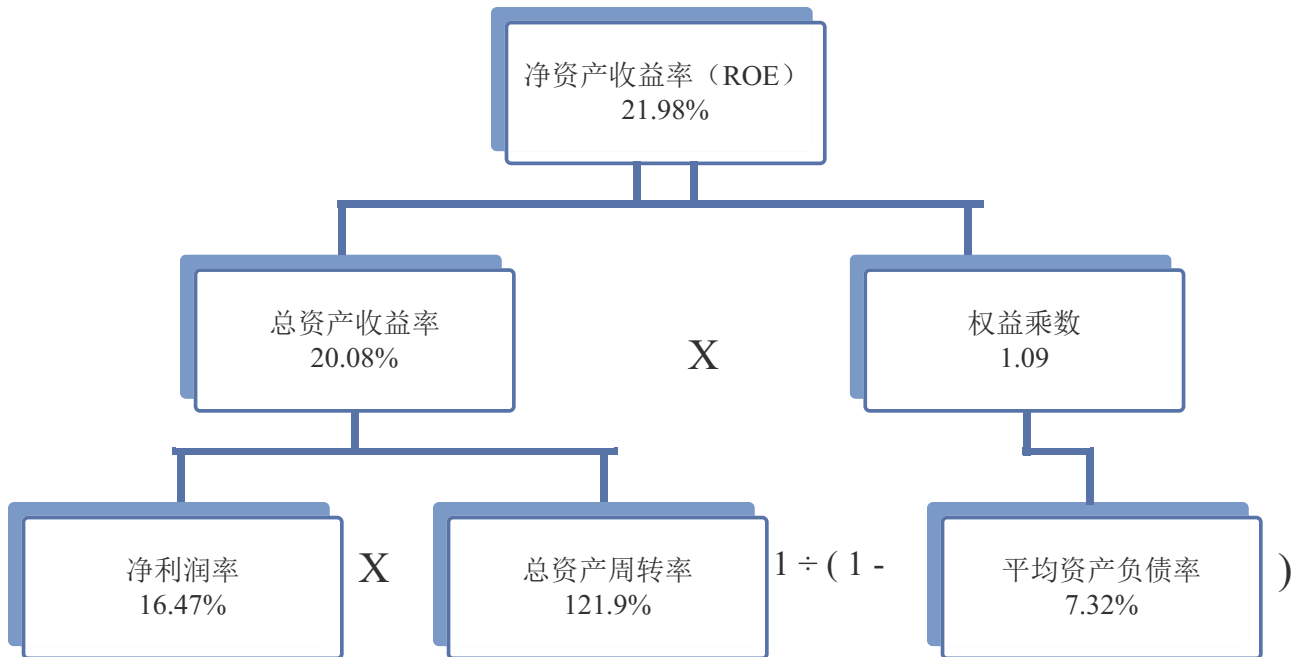 净资产收益率（ROE）
21.98%
总资产收益率
20.08%
X
权益乘数
1.09
净利润率
16.47%
X
总资产周转率
121.9%
1 ÷ ( 1 -
平均资产负债率
7.32%
)